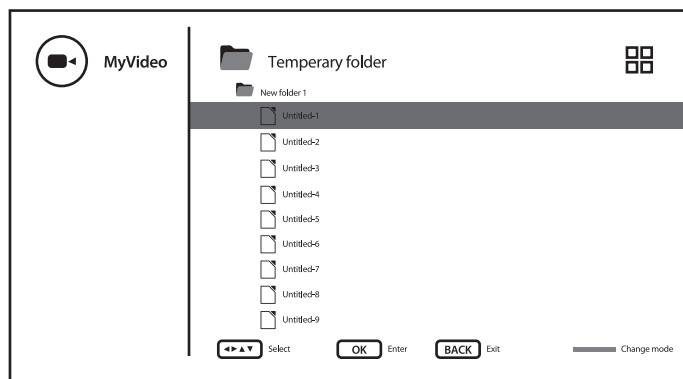 MyVideo
Temperary folder
New folder 1
Untitled-1
Untitled-2
Untitled-3
Untitled-4
Untitled-5
Untitled-6
Untitled-7
Untitled-8
Untitled-9
Select OK Enter BACK Exit Change mode